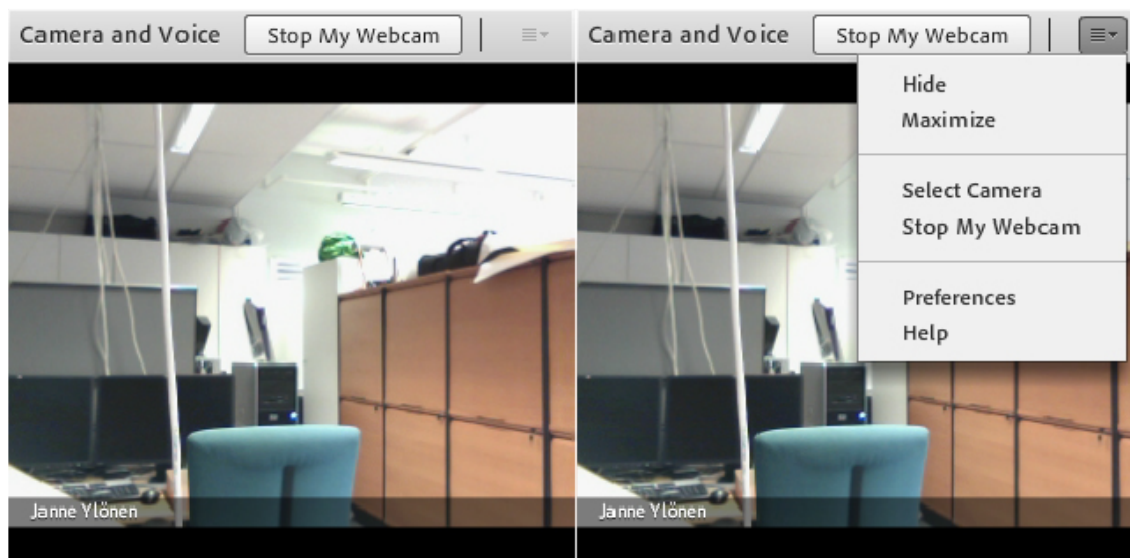 Camera and Voice Stop My Webcam
Janne Ylönen
Camera and Voice Stop My Webcam
Hide
Maximize
Select Camera
Stop My Webcam
Preferences
Help
Janne Ylönen